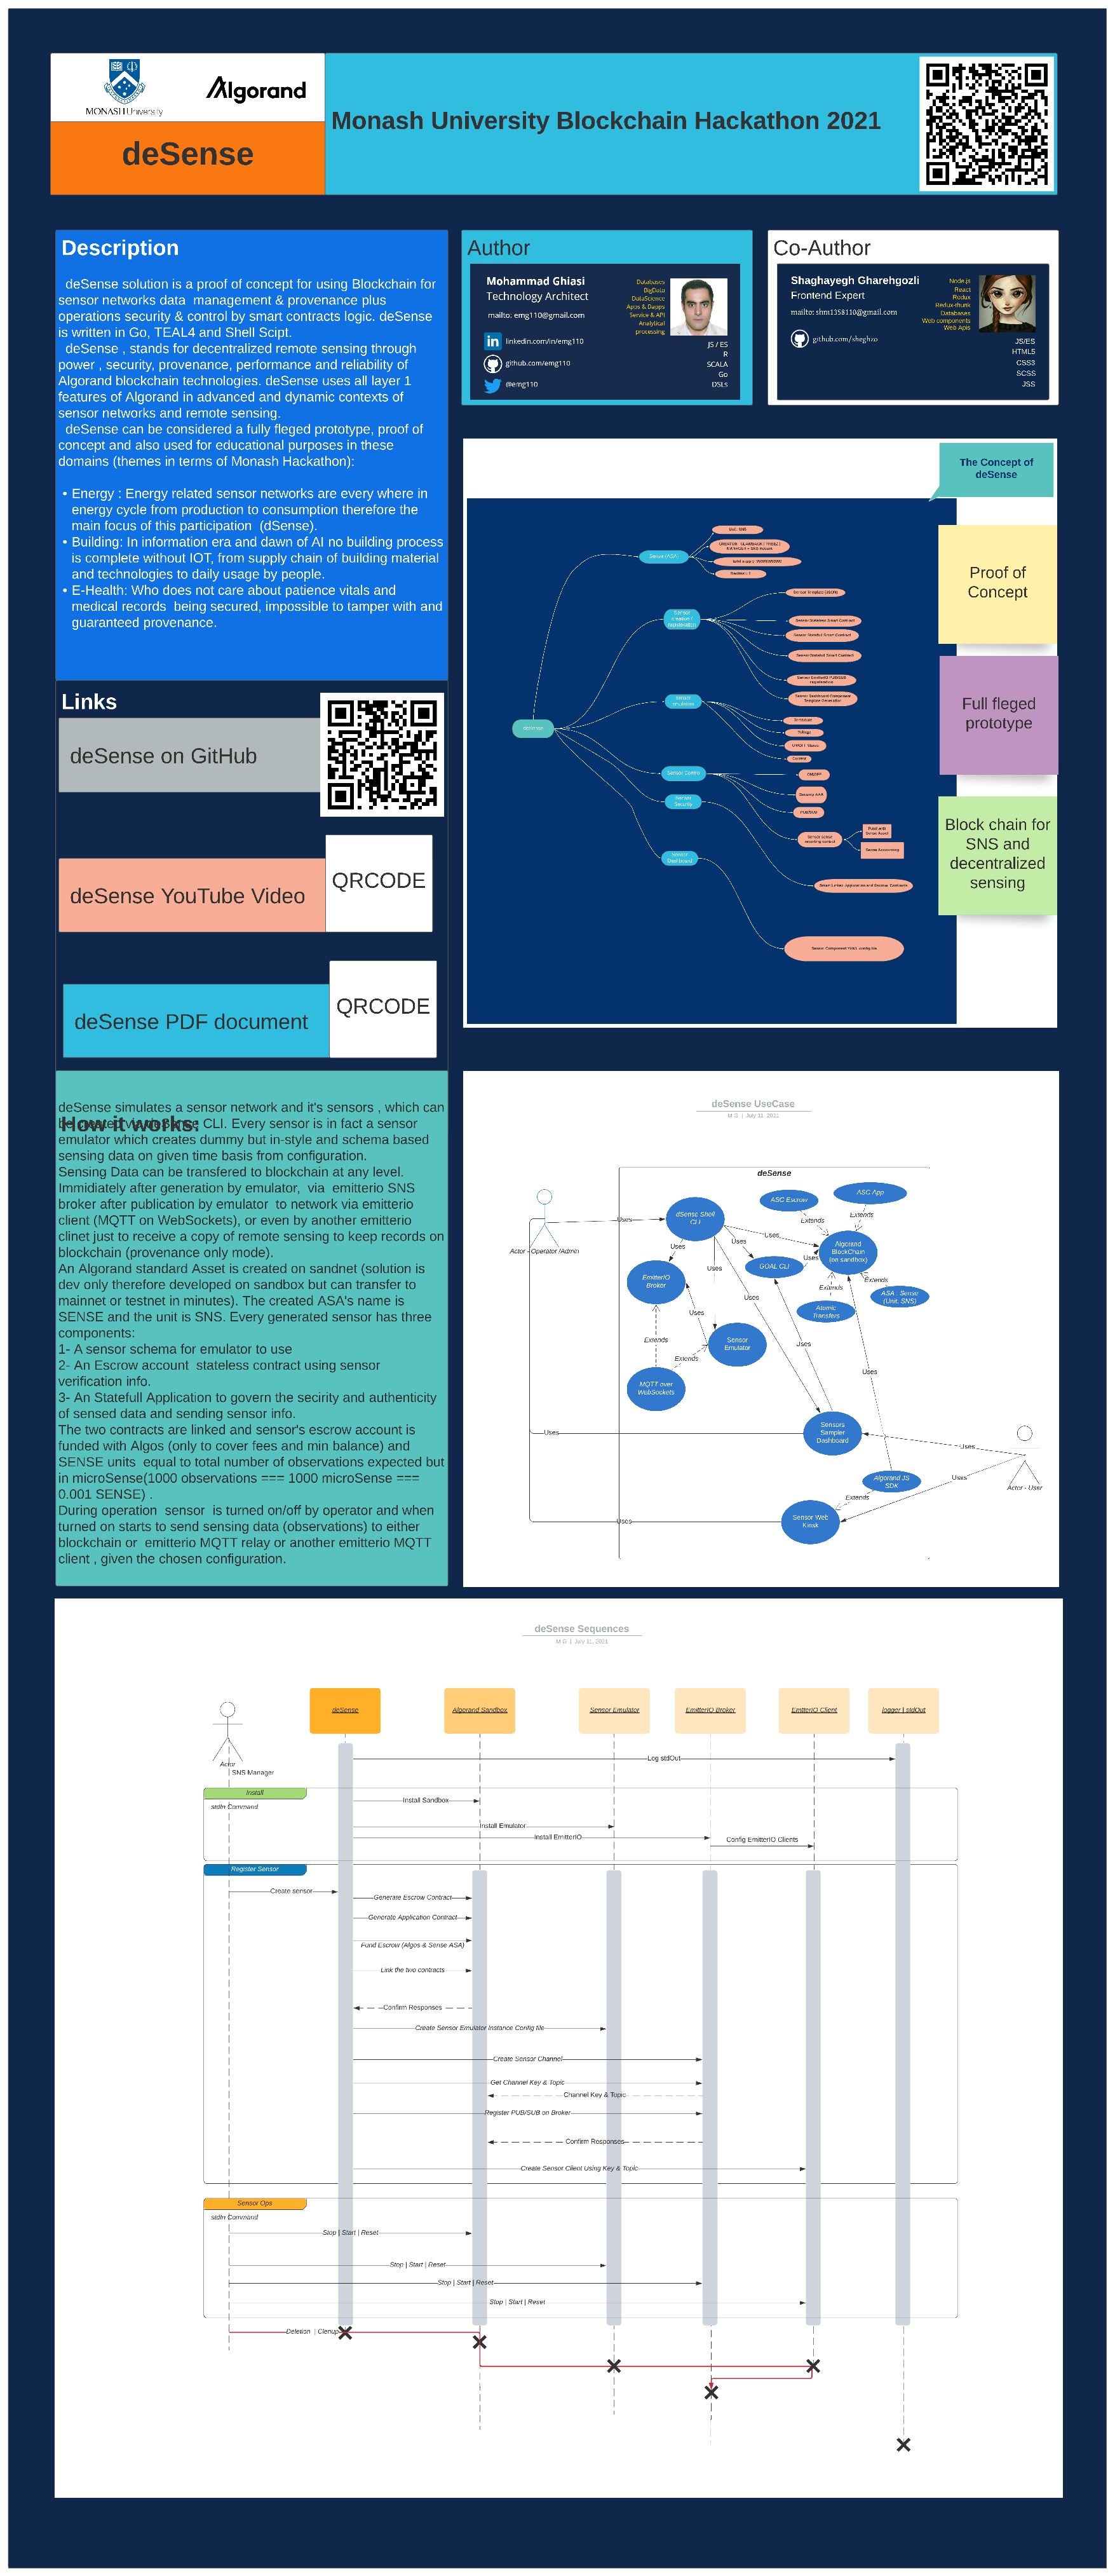 MONASH University
Algorand
deSense
Monash University Blockchain Hackathon 2021
Description
deSense solution is a proof of concept for using Blockchain for
sensor networks data management & provenance plus
operations security & control by smart contracts logic. deSense
is written in Go, TEAL4 and Shell Scipt.
deSense , stands for decentralized remote sensing through
power , security, provenance, performance and reliability of
Algorand blockchain technologies. deSense uses all layer 1
features of Algorand in advanced and dynamic contexts of
sensor networks and remote sensing.
deSense can be considered a fully fleged prototype, proof of
concept and also used for educational purposes in these
domains (themes in terms of Monash Hackathon):
• Energy : Energy related sensor networks are every where in
energy cycle from production to consumption therefore the
main focus of this participation (dSense).
• Building: In information era and dawn of AI no building process
is complete without IOT, from supply chain of building material
and technologies to daily usage by people.
• E-Health: Who does not care about patience vitals and
medical records being secured, impossible to tamper with and
guaranteed provenance.
Author
Mohammad Ghiasi
Technology Architect
mailto: emg110@gmail.com
linkedin.com/in/emg110
github.com/emg110
@emg110
Databases
BigData
DataScience
Apps & Dapps
Service & API
Analytical
processing
JS / ES
R
SCALA
Go
DSLs
Co-Author
Shaghayegh Gharehgozli
Frontend Expert
mailto: shm1358110@gmail.com
github.com/sheghzo
Node.js
React
Redux
Redux-thunk
Databases
Web components
Web Apis
JS/ES
HTML5
CSS3
SCSS
JSS
The Concept of
deSense
Proof of
Concept
Full fleged
prototype
Block chain for
SNS and
decentralized
sensing
deSense
Sense (ASA)
Sensor
creation /
registeration
Sensor
emulation
Sensor Control
Sensor
Security
Sensor
Dashboard
Sensor Stateless Smart Contract
Sensor Statefull Smart Contract
ON/OFF
Links
deSense on GitHub
deSense YouTube Video
QRCODE
deSense PDF document
QRCODE
How it works:
deSense simulates a sensor network and it's sensors , which can
be created via deSense CLI. Every sensor is in fact a sensor
emulator which creates dummy but in-style and schema based
sensing data on given time basis from configuration.
Sensing Data can be transfered to blockchain at any level.
Immidiately after generation by emulator, via emitterio SNS
broker after publication by emulator to network via emitterio
client (MQTT on WebSockets), or even by another emitterio
clinet just to receive a copy of remote sensing to keep records on
blockchain (provenance only mode).
An Algorand standard Asset is created on sandnet (solution is
dev only therefore developed on sandbox but can transfer to
mainnet or testnet in minutes). The created ASA's name is
SENSE and the unit is SNS. Every generated sensor has three
components:
1- A sensor schema for emulator to use
2- An Escrow account stateless contract using sensor
verification info.
3- An Statefull Application to govern the secirity and authenticity
of sensed data and sending sensor info.
The two contracts are linked and sensor's escrow account is
funded with Algos (only to cover fees and min balance) and
SENSE units equal to total number of observations expected but
in microSense(1000 observations === 1000 microSense ===
0.001 SENSE) .
During operation sensor is turned on/off by operator and when
turned on starts to send sensing data (observations) to either
blockchain or emitterio MQTT relay or another emitterio MQTT
client , given the chosen configuration.
deSense UseCase
M G | July 11, 2021
deSense
Actor - Operator /Admin
dSense Shell
CLI
ASC Escrow
ASC App
Extends
Extends
Algorand
BlockChain
(on sandbox)
GOAL CLI
EmitterIO
Broker
Extends
Extends
ASA : Sense
(Unit: SNS)
Atomic
Transfers
Sensor
Emulator
Extends
Extends
MQTT over
WebSockets
Sensors
Sampler
Dashboard
Algorand JS
SDK
Extends
Sensor Web
Kiosk
Actor - User
Uses
Uses
Uses
Uses
Uses
Uses
Uses
Uses
Uses
Uses
Uses
Uses
Uses
Uses
deSense Sequences
M G | July 11, 2021
deSense
Algorand Sandbox
Sensor Emulator
EmitterIO Broker
EmtterIO Client
logger | stdOut
Actor
SNS Manager
Log stdOut
Install
stdIn Command
Install Sandbox
Install Emulator
Install EmitterIO
Config EmitterIO Clients
Register Sensor
Create sensor
Generate Escrow Contract
Generate Application Contract
Fund Escrow (Algos & Sense ASA)
Link the two contracts
Confirm Responses
Create Sensor Emulator Instance Config file
Create Sensor Channel
Get Channel Key & Topic
Channel Key & Topic
Register PUB/SUB on Broker
Confirm Responses
Create Sensor Client Using Key & Topic
Sensor Ops
stdIn Command
Stop | Start | Reset
Stop | Start | Reset
Stop | Start | Reset
Stop | Start | Reset
Deletion | Clenup